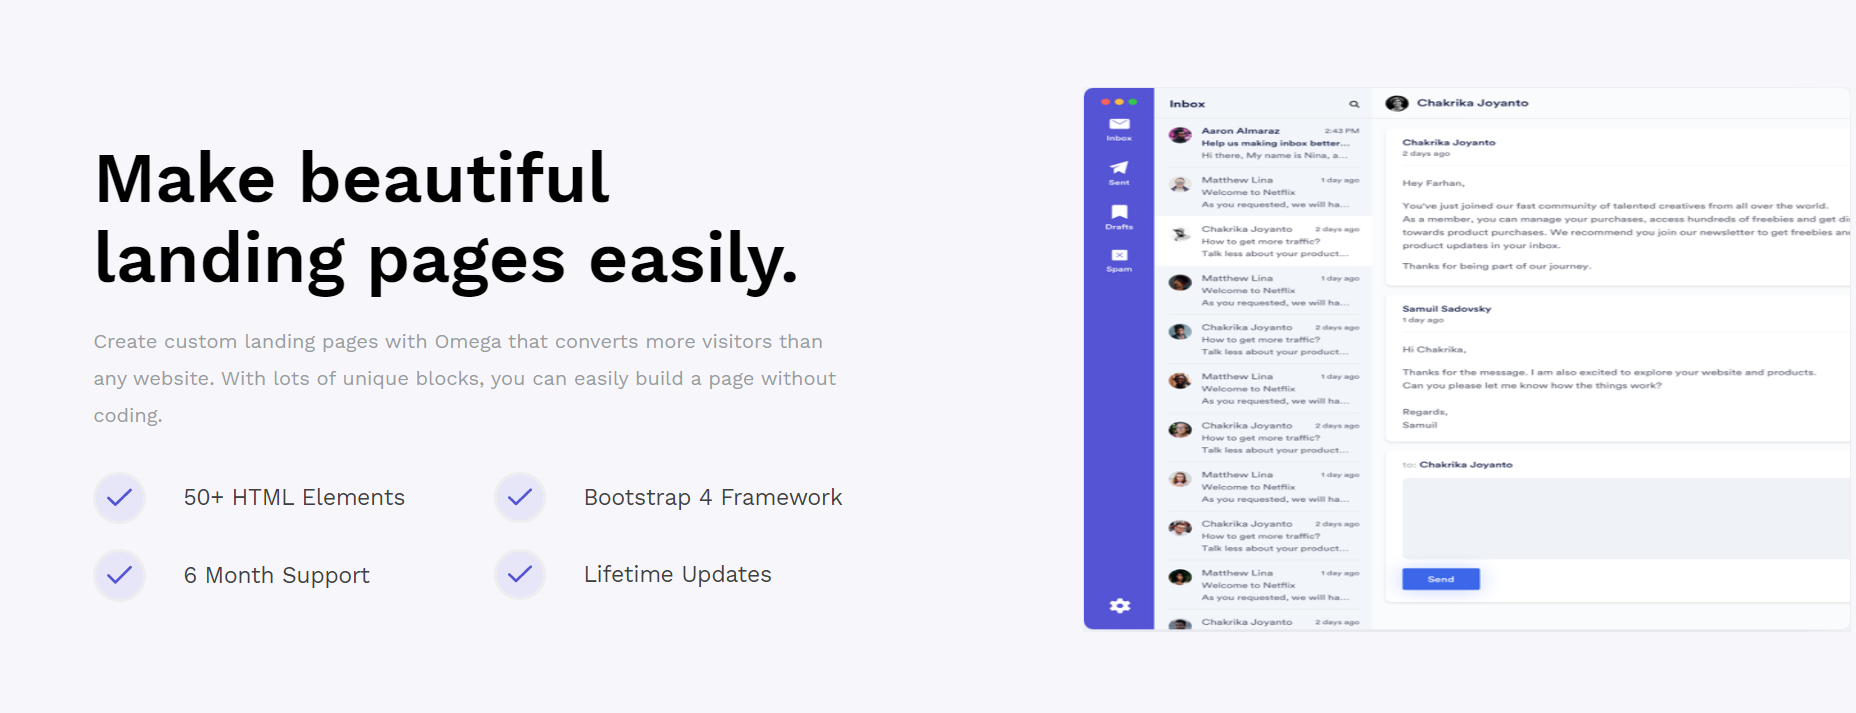 Make beautiful
landing pages easily.
Create custom landing pages with Omega that converts more visitors than
any website. With lots of unique blocks, you can easily build a page without
coding.
50+ HTML Elements
Bootstrap 4 Framework
6 Month Support
Lifetime Updates
Inbox
Sent
Drafts
Spam
Inbox
Aaron Almaraz 2:43 PM
Help us making inbox better...
Hi there, My name is Nina, a...
Matthew Lina 1 day ago
Welcome to Netflix
As you requested, we will ha...
Chakrika Joyanto 2 days ago
How to get more traffic?
Talk less about your product...
Matthew Lina 1 day ago
Welcome to Netflix
As you requested, we will ha...
Chakrika Joyanto 2 days ago
How to get more traffic?
Talk less about your product...
Matthew Lina 1 day ago
Welcome to Netflix
As you requested, we will ha...
Chakrika Joyanto 2 days ago
How to get more traffic?
Talk less about your product...
Matthew Lina 1 day ago
Welcome to Netflix
As you requested, we will ha...
Chakrika Joyanto 2 days ago
How to get more traffic?
Talk less about your product...
Matthew Lina 1 day ago
Welcome to Netflix
As you requested, we will ha...
Chakrika Joyanto 2 days ago
Chakrika Joyanto
Chakrika Joyanto
2 days ago
Hey Farhan,
You've just joined our fast community of talented creatives from all over the world.
As a member, you can manage your purchases, access hundreds of freebies and get
towards product purchases. We recommend you join our newsletter to get freebies
product updates in your inbox.
Thanks for being part of our journey.
Samuil Sadovsky
1 day ago
Hi Chakrika,
Thanks for the message. I am also excited to explore your website and products.
Can you please let me know how the things work?
Regards,
Samuil
to: Chakrika Joyanto
Send